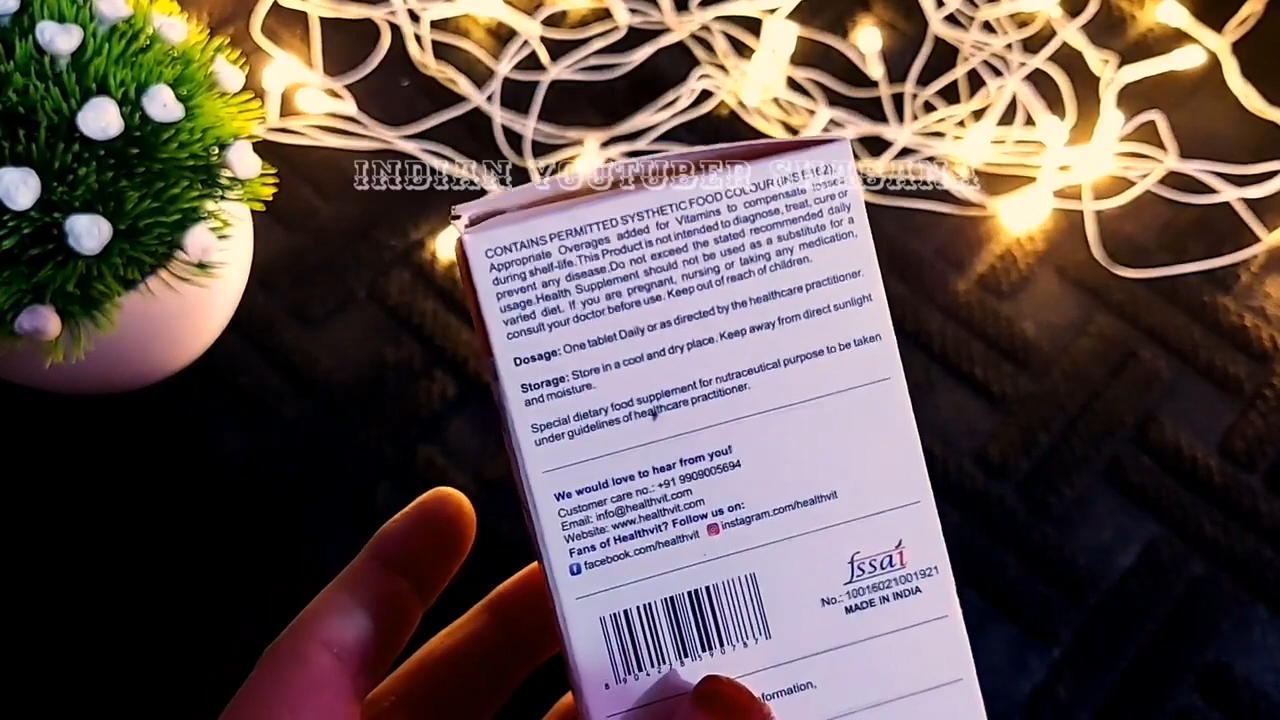 INDIAN YOUTUBER
CONTAINS PERMITTED SYSTHETIC FOOD COLOUR (INS E162).
Appropriate Overages added for Vitamins to compensate losses
during shelf-life.This Product is not intended to diagnose, treat, cure or
prevent any disease.Do not exceed the stated recommended daily
usage.Health Supplement should not be used as a substitute for a
varied diet. If you are pregnant, nursing or taking any medication,
consult your doctor before use. Keep out of reach of children.
Dosage: One tablet Daily or as directed by the healthcare practitioner.
Storage: Store in a cool and dry place. Keep away from direct sunlight
and moisture.
Special dietary food supplement for nutraceutical purpose to be taken
under guidelines of healthcare practitioner.
We would love to hear from you!
Customer care no.: +91 9909005694
Email: info@healthvit.com
Website: www.healthvit.com
Fans of Healthvit? Follow us on:
facebook.com/healthvit instagram.com/healthvit
fssai
No.: 10015021001921
MADE IN INDIA